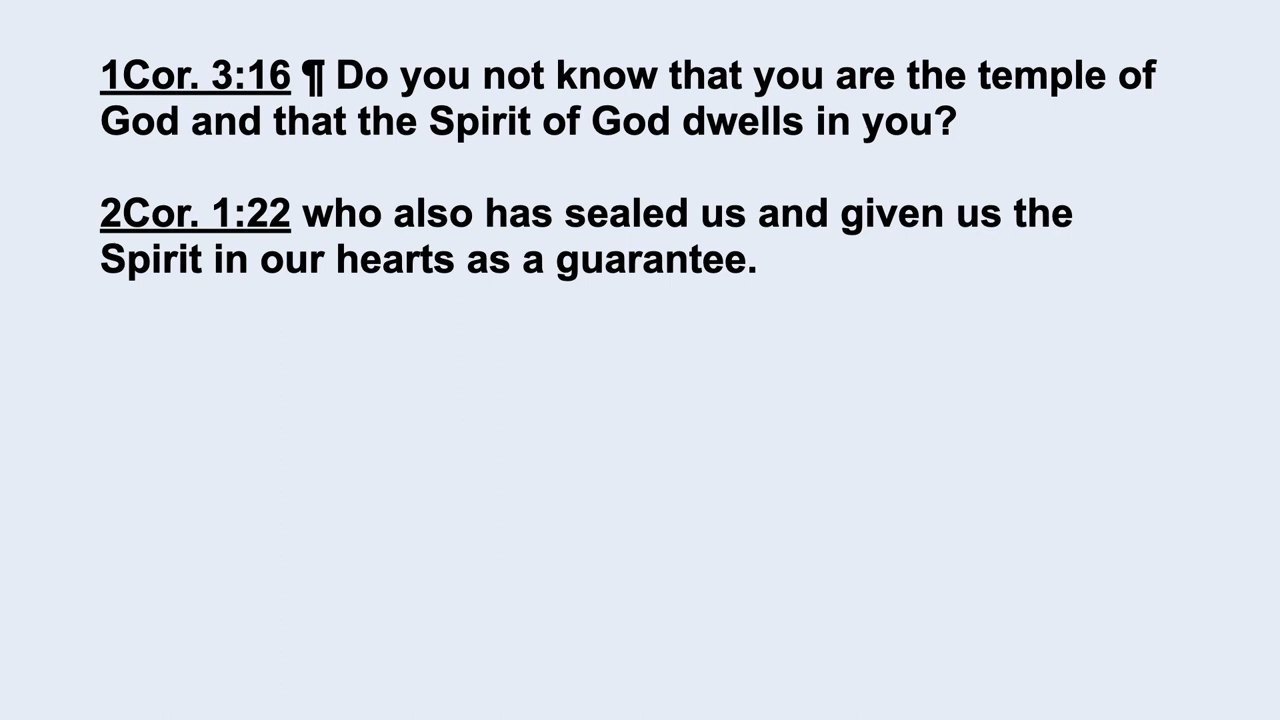 1Cor. 3:16 ¶ Do you not know that you are the temple of
God and that the Spirit of God dwells in you?
2Cor. 1:22 who also has sealed us and given us the
Spirit in our hearts as a guarantee.